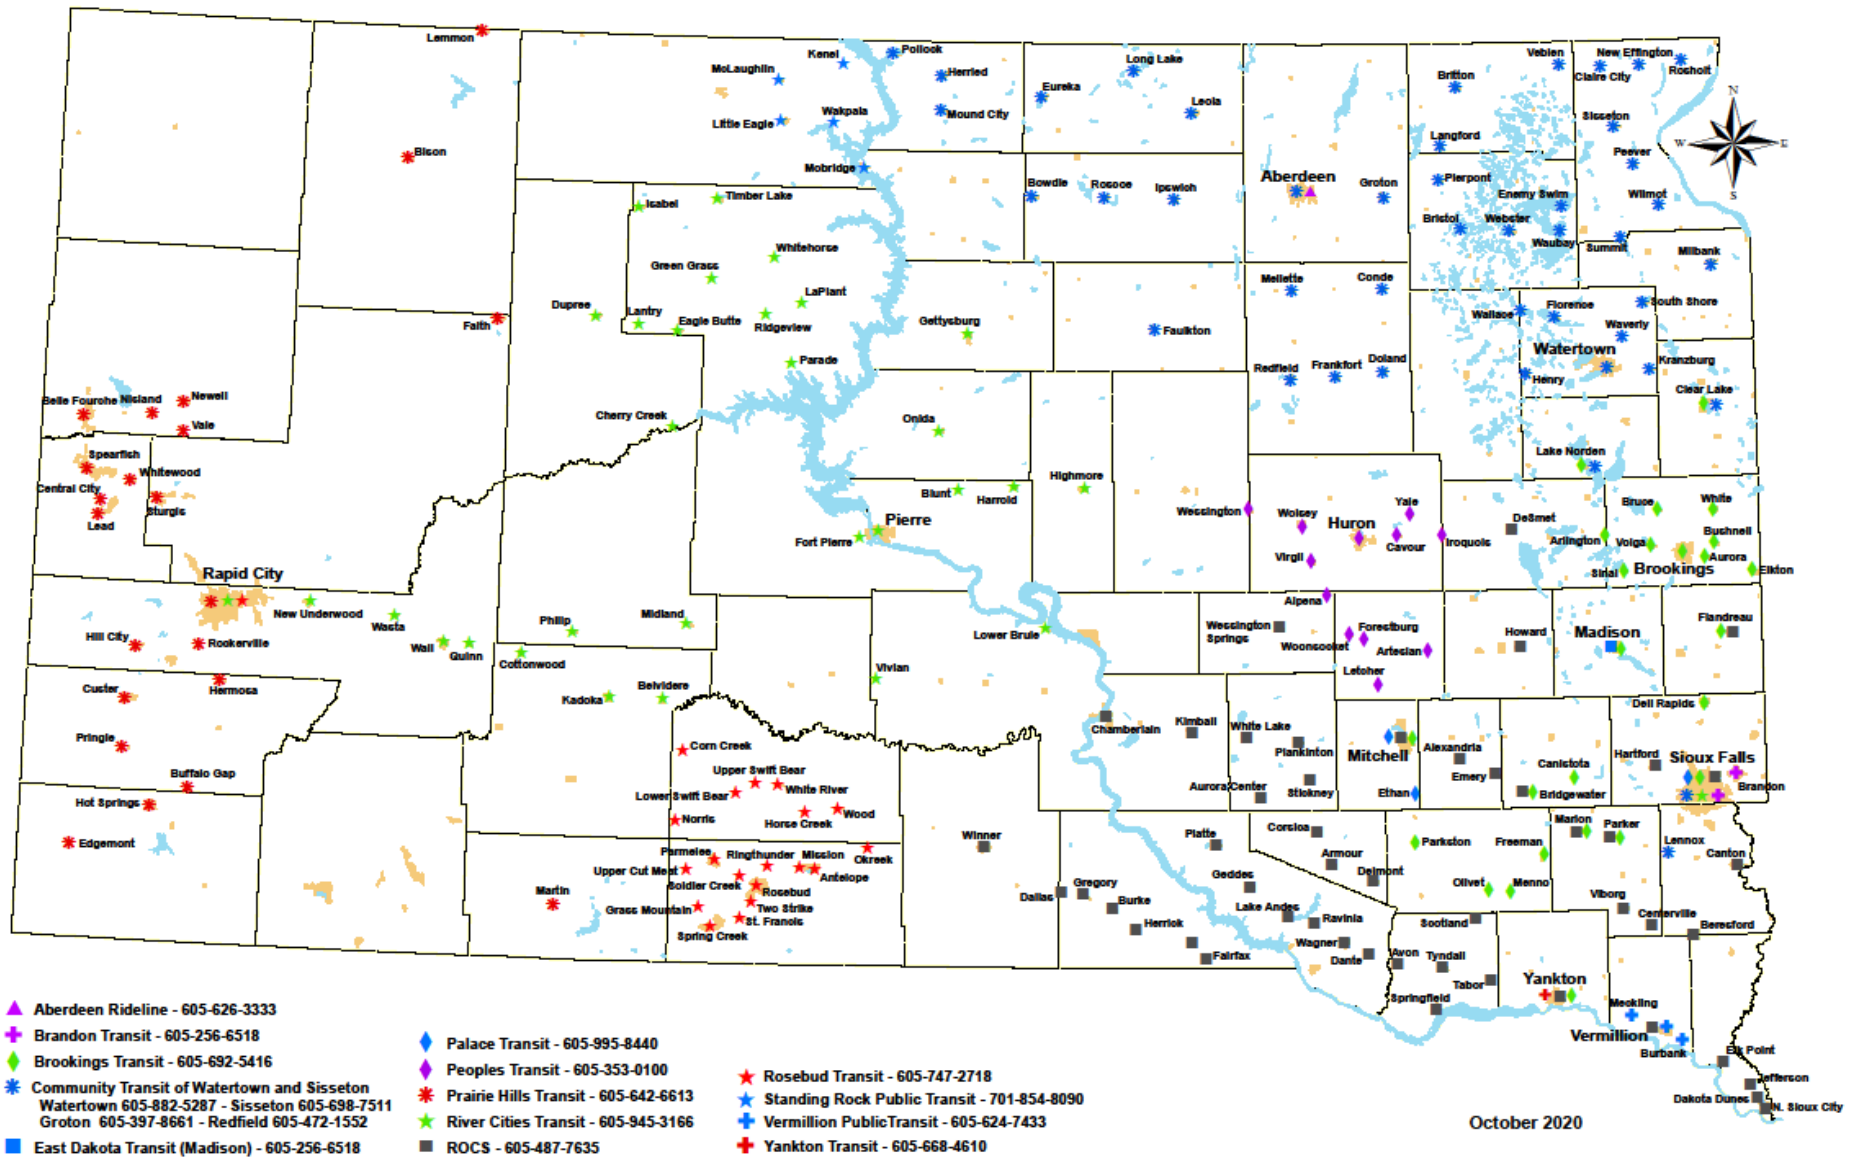 Lemmon
Kenel
Pollock
McLaughlin
Herried
Long Lake
Eureka
Britton
Veblen
New Effington
Claire City
Rosholt
N
Little Eagle
Wakpala
Mound City
Leola
Langford
Sisseton
W
E
S
Bison
Mobridge
Peever
Isabel
Timber Lake
Bowdle
Roscoe
Ipswich
Aberdeen
Groton
Pierpont
Enemy Swim
Wilmot
Bristol
Webster
Waubay
Summit
Whitehorse
Green Grass
Milbank
Dupree
Lantry
Eagle Butte
LaPlant
Ridgeview
Gettysburg
Mellette
Conde
Faulkton
Wallace
Florence
South Shore
Waverly
Faith
Parade
Redfield
Frankfort
Doland
Watertown
Henry
Kranzburg
Clear Lake
Belle Fourche
Nisland
Newell
Vale
Cherry Creek
Onida
Lake Norden
Spearfish
Whitewood
Central City
Sturgis
Lead
Blunt
Harrold
Highmore
Pierre
Fort Pierre
Wessington
Wolsey
Yale
Huron
Virgil
Cavour
Iroquois
DeSmet
Bruce
White
Arlington
Volga
Bushnell
Aurora
Sinai
Brookings
Elkton
Rapid City
New Underwood
Wasta
Hill City
Rockerville
Wall
Quinn
Cottonwood
Philip
Midland
Lower Brule
Alpena
Wessington
Springs
Woonsocket
Forestburg
Artesian
Letcher
Howard
Madison
Flandreau
Custer
Hermosa
Kadoka
Belvidere
Vivian
Pringle
Corn Creek
Chamberlain
Kimball
White Lake
Plankinton
Mitchell
Alexandria
Dell Rapids
Hartford
Sioux Falls
Buffalo Gap
Hot Springs
Upper Swift Bear
Lower Swift Bear
White River
Horse Creek
Wood
Norris
Aurora Center
Stickney
Ethan
Emery
Canistota
Bridgewater
Brandon
Edgemont
Parmelee
Ringthunder
Mission
Okreek
Upper Cut Meat
Soldier Creek
Antelope
Rosebud
Martin
Grass Mountain
Two Strike
St. Francis
Spring Creek
Winner
Platte
Corsica
Armour
Delmont
Geddes
Parkston
Freeman
Marion
Parker
Lennox
Canton
Dallas
Gregory
Burke
Herrick
Fairfax
Lake Andes
Ravinia
Wagner
Dante
Olivet
Menno
Viborg
Centerville
Beresford
Scotland
Avon
Tyndall
Tabor
Springfield
Yankton
Meckling
Vermillion
Burbank
Elk Point
Jefferson
Dakota Dunes
N. Sioux City
Aberdeen Rideline - 605-626-3333
Brandon Transit - 605-256-6518
Brookings Transit - 605-692-5416
Community Transit of Watertown and Sisseton
Watertown 605-882-5287 - Sisseton 605-698-7511
Groton 605-397-8661 - Redfield 605-472-1552
East Dakota Transit (Madison) - 605-256-6518
Palace Transit - 605-995-8440
Peoples Transit - 605-353-0100
Prairie Hills Transit - 605-642-6613
River Cities Transit - 605-945-3166
ROCS - 605-487-7635
Rosebud Transit - 605-747-2718
Standing Rock Public Transit - 701-854-8090
Vermillion PublicTransit - 605-624-7433
Yankton Transit - 605-668-4610
October 2020